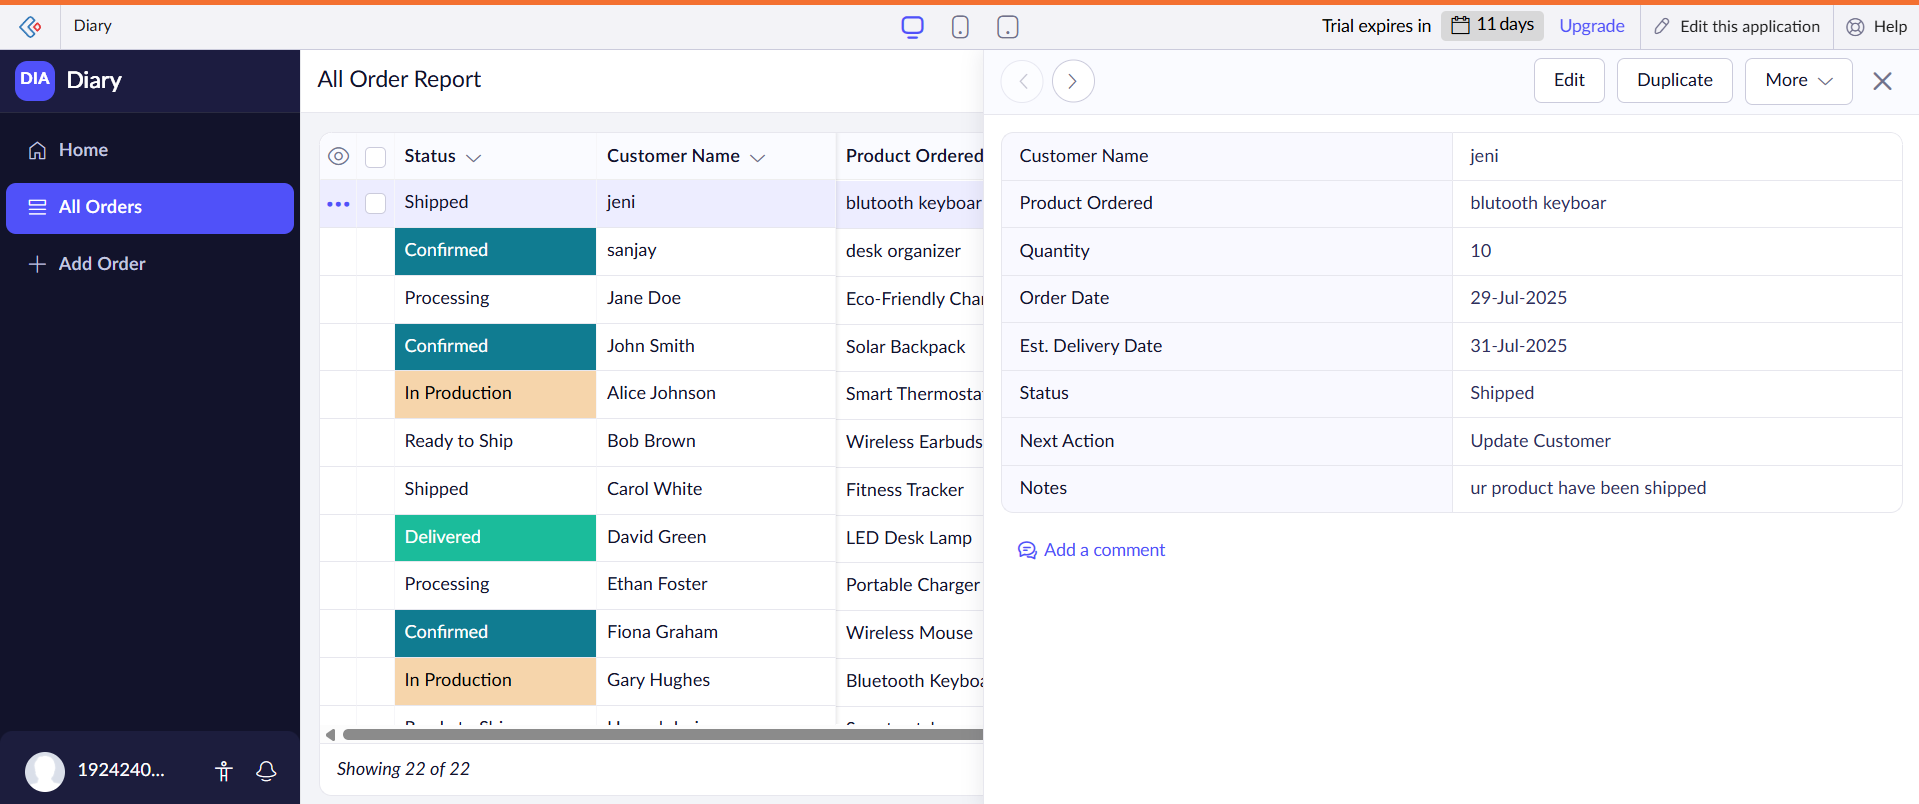 Diary
Trial expires in 11 days Upgrade Edit this application Help
DIA Diary
Home
All Orders
Add Order
1924240...
All Order Report
Status Customer Name Product Ordered
Shipped jeni blutooth keyboar
Confirmed sanjay desk organizer
Processing Jane Doe Eco-Friendly Cha
Confirmed John Smith Solar Backpack
In Production Alice Johnson Smart Thermosta
Ready to Ship Bob Brown Wireless Earbuds
Shipped Carol White Fitness Tracker
Delivered David Green LED Desk Lamp
Processing Ethan Foster Portable Charger
Confirmed Fiona Graham Wireless Mouse
In Production Gary Hughes Bluetooth Keyboa
Showing 22 of 22
Edit Duplicate More
Customer Name jeni
Product Ordered blutooth keyboar
Quantity 10
Order Date 29-Jul-2025
Est. Delivery Date 31-Jul-2025
Status Shipped
Next Action Update Customer
Notes ur product have been shipped
Add a comment